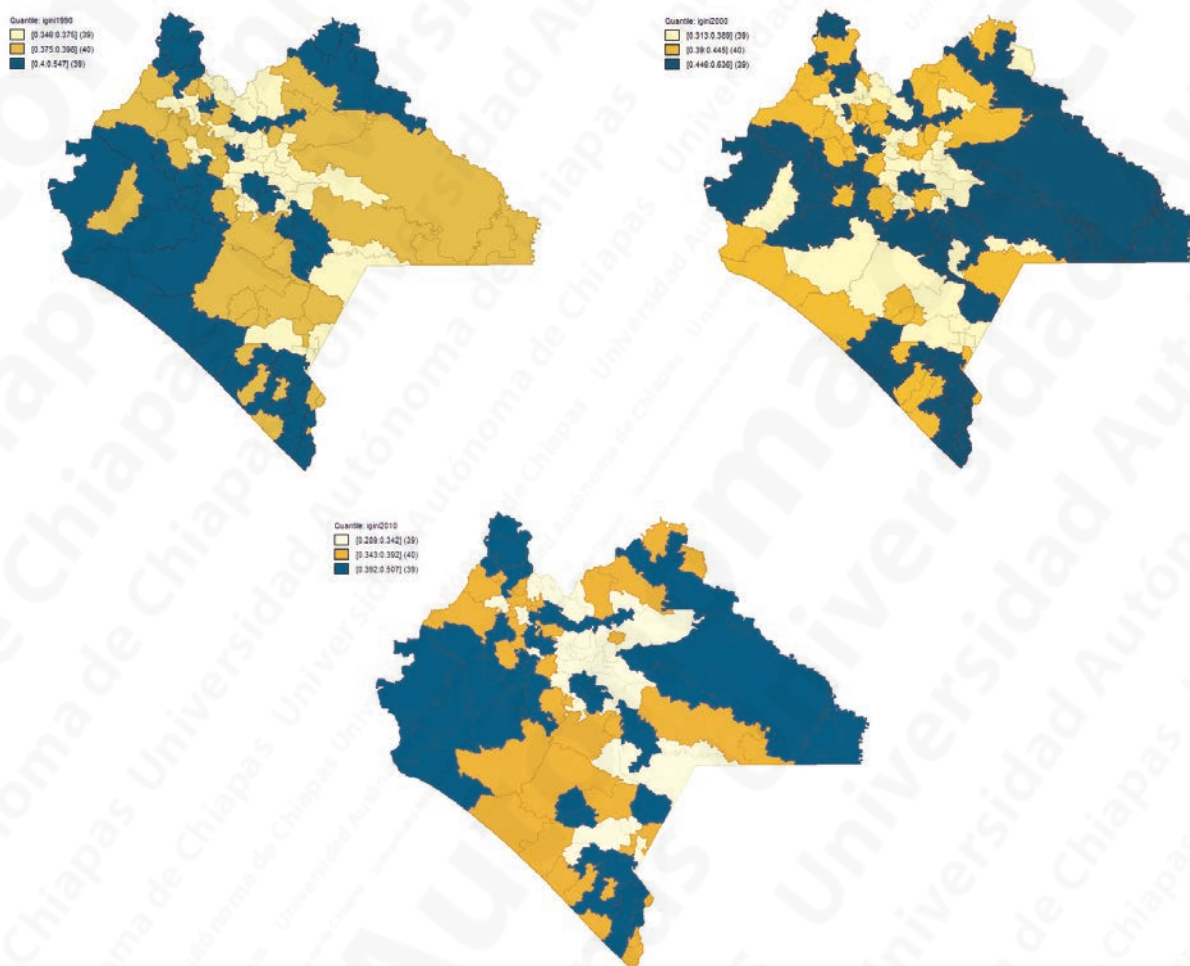 Quantile: igini1990
[0.346:0.375] (39)
[0.375:0.398] (40)
[0.4:0.547] (39)
Quantile: igini2000
[0.313:0.389] (39)
[0.39:0.445] (40)
[0.446:0.636] (39)
Quantile: igini2010
[0.289:0.342] (39)
[0.343:0.392] (40)
[0.392:0.507] (39)
Universidad Autónoma de Chiapas